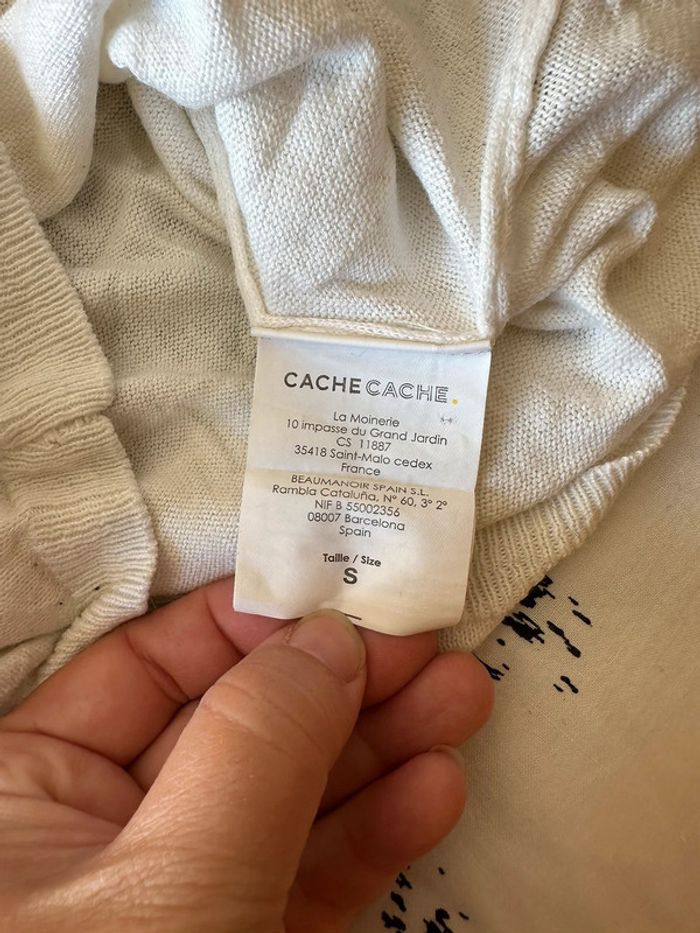 CACHE CACHE.
La Moinerie
10 impasse du Grand Jardin
CS 11887
35418 Saint-Malo cedex
France
BEAUMANOIR SPAIN S.L.
Rambla Cataluña, Nº 60, 3º 2º
NIF B 55002356
08007 Barcelona
Spain
Taille / Size
S